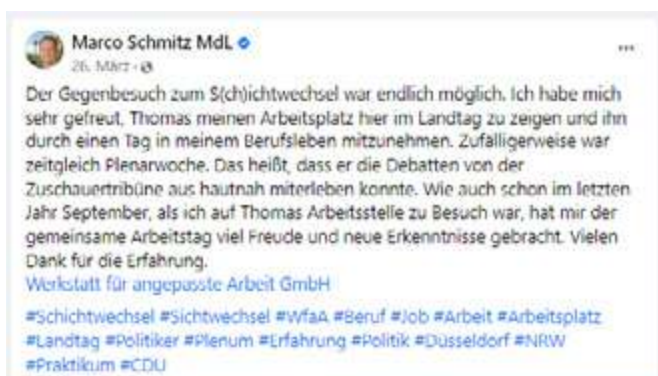 Marco Schmitz MdL
26. März ·
Der Gegenbesuch zum S(ch)ichtwechsel war endlich möglich. Ich habe mich
sehr gefreut, Thomas meinen Arbeitsplatz hier im Landtag zu zeigen und ihn
durch einen Tag in meinem Berufsleben mitzunehmen. Zufälligerweise war
zeitgleich Plenarwoche. Das heißt, dass er die Debatten von der
Zuschauertribüne aus hautnah miterleben konnte. Wie auch schon im letzten
Jahr September, als ich auf Thomas Arbeitsstelle zu Besuch war, hat mir der
gemeinsame Arbeitstag viel Freude und neue Erkenntnisse gebracht. Vielen
Dank für die Erfahrung.
Werkstatt für angepasste Arbeit GmbH
#Schichtwechsel #Sichtwechsel #WfaA #Beruf #Job #Arbeit #Arbeitsplatz
#Landtag #Politiker #Plenum #Erfahrung #Politik #Düsseldorf #NRW
#Praktikum #CDU